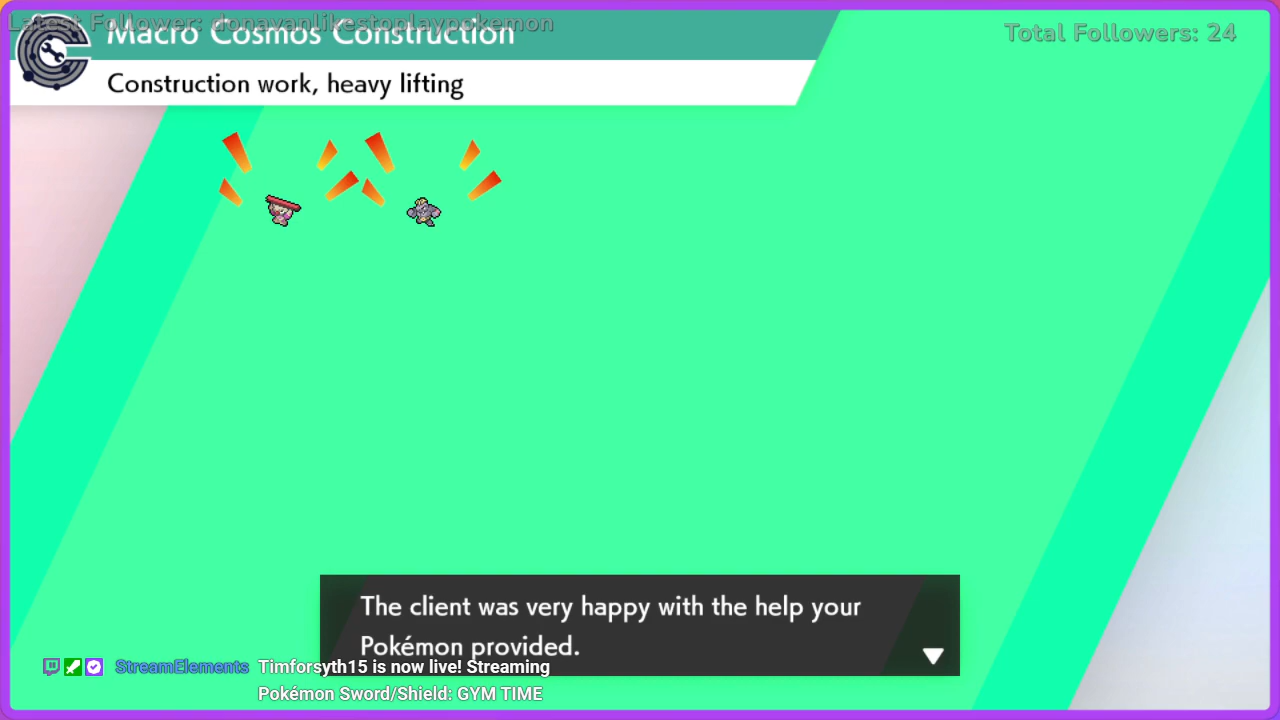 Latest Follower: donavanlikestoplaypokemon
Total Followers: 24
Macro Cosmos Construction
Construction work, heavy lifting
The client was very happy with the help your
Pokémon provided.
StreamElements Timforsyth15 is now live! Streaming
Pokémon Sword/Shield: GYM TIME